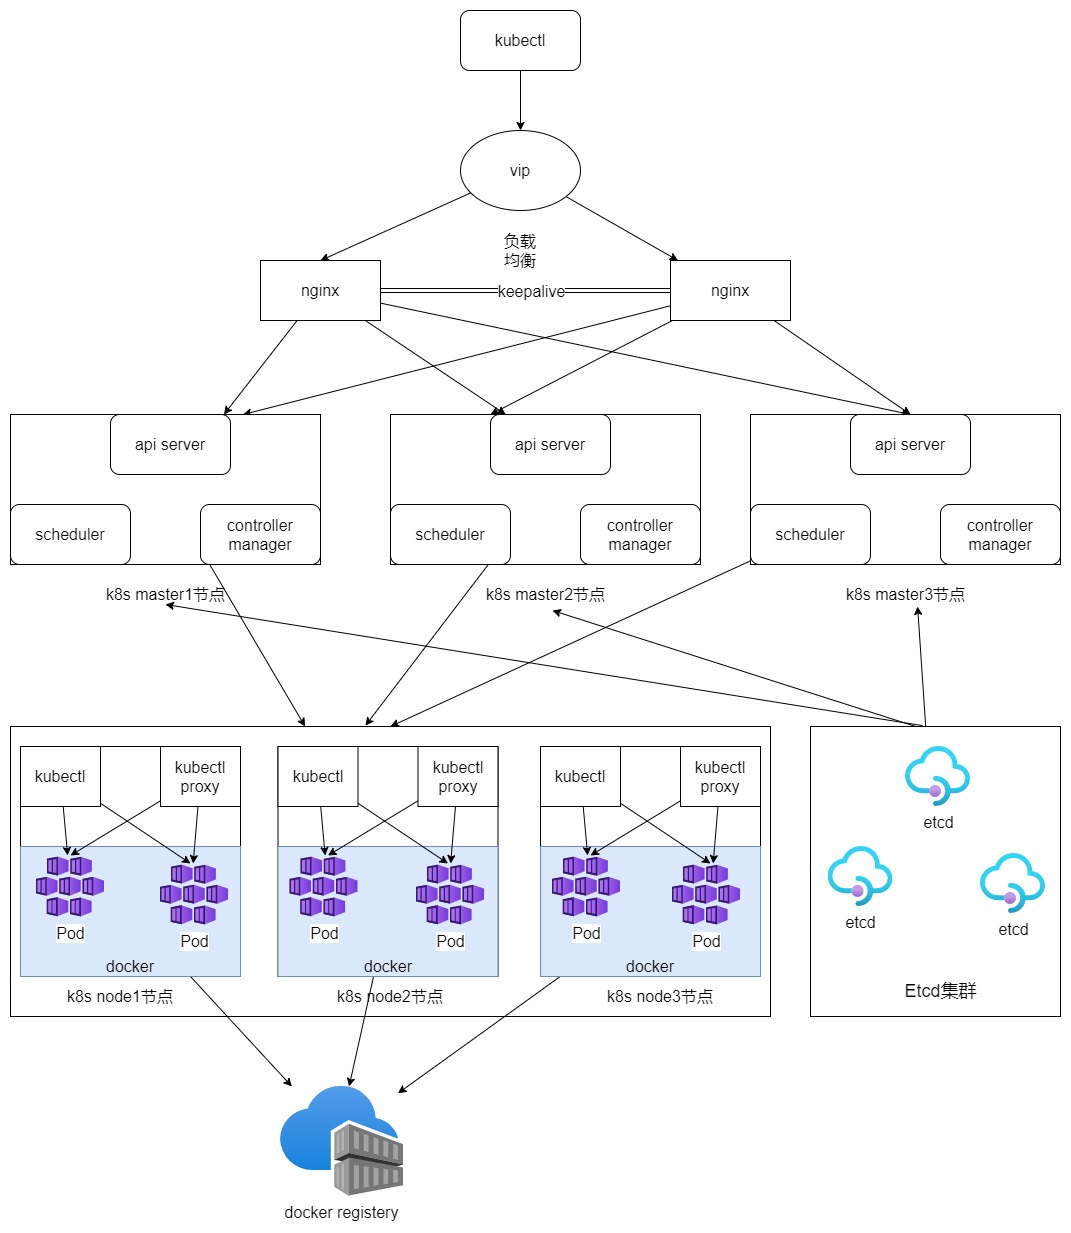 kubectl
vip
负载
均衡
nginx
keepalive
nginx
api server
api server
api server
scheduler
controller
manager
scheduler
controller
manager
scheduler
controller
manager
k8s master1节点
k8s master2节点
k8s master3节点
kubectl
kubectl
proxy
kubectl
kubectl
proxy
kubectl
kubectl
proxy
Pod
Pod
Pod
Pod
Pod
Pod
docker
docker
docker
k8s node1节点
k8s node2节点
k8s node3节点
etcd
etcd
etcd
Etcd集群
docker registery